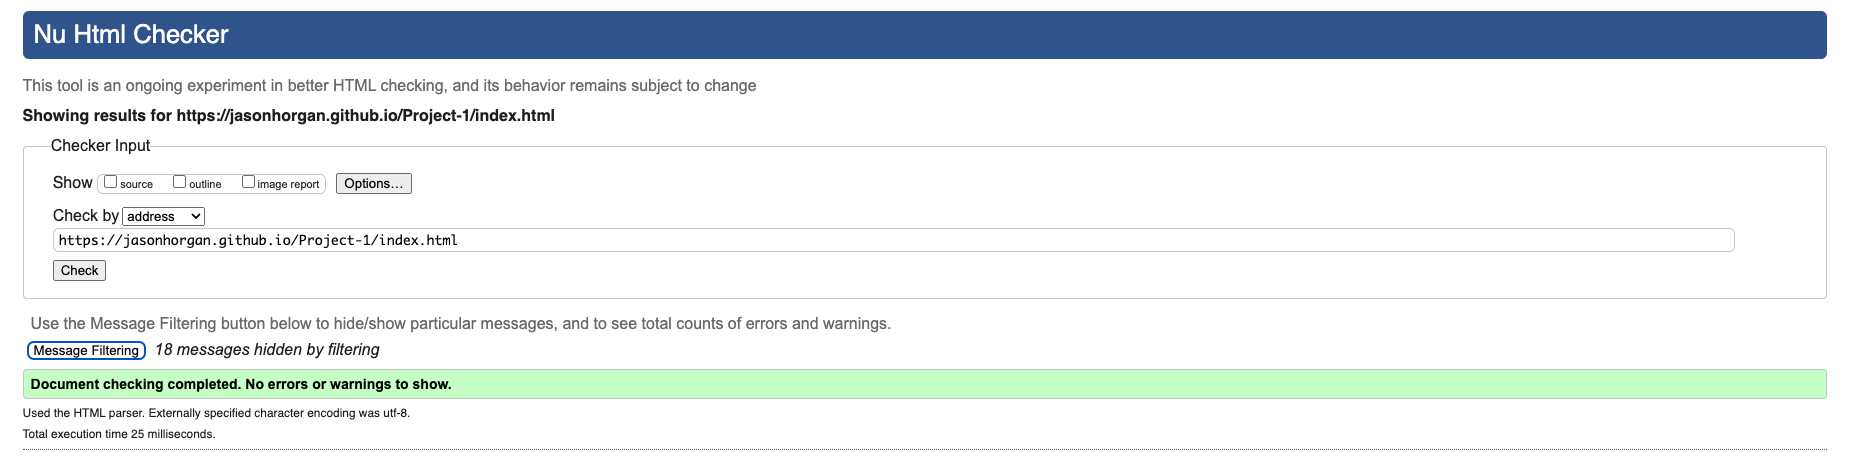 Nu Html Checker
This tool is an ongoing experiment in better HTML checking, and its behavior remains subject to change
Showing results for https://jasonhorgan.github.io/Project-1/index.html
Checker Input
Show source outline image report Options...
Check by address
https://jasonhorgan.github.io/Project-1/index.html
Check
Use the Message Filtering button below to hide/show particular messages, and to see total counts of errors and warnings.
Message Filtering 18 messages hidden by filtering
Document checking completed. No errors or warnings to show.
Used the HTML parser. Externally specified character encoding was utf-8.
Total execution time 25 milliseconds.